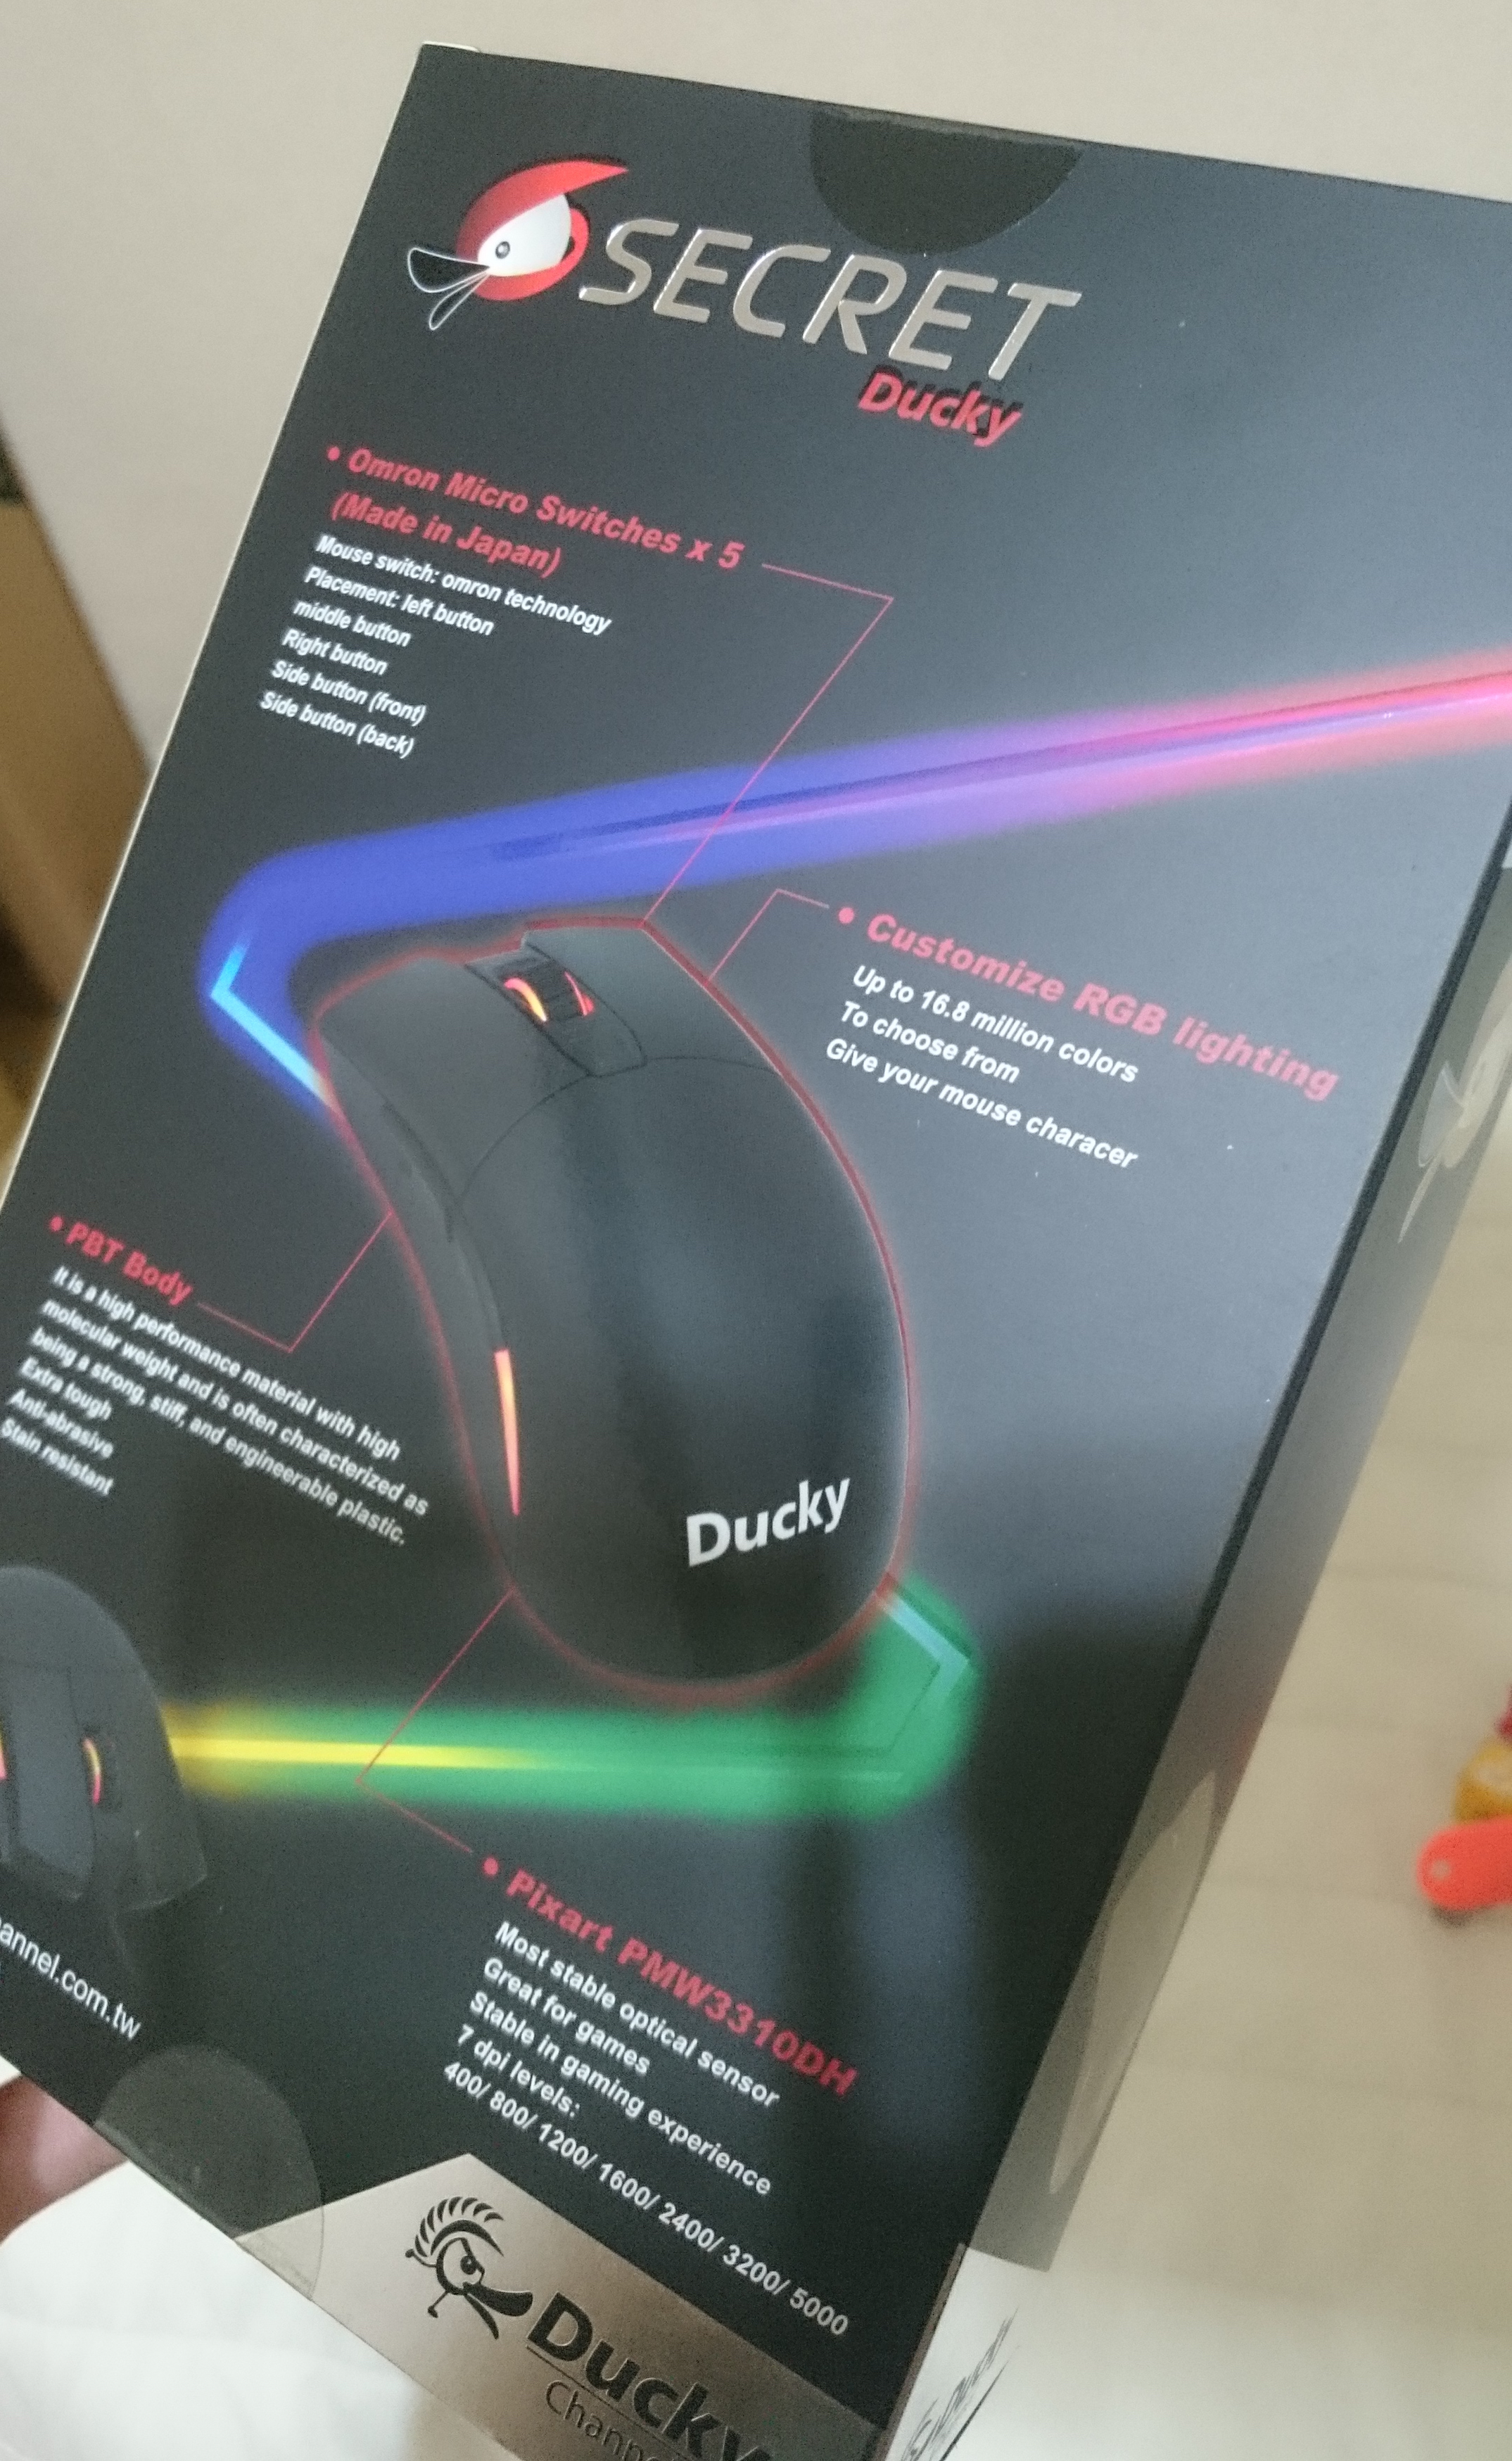 SECRET
Ducky
• Omron Micro Switches x 5
(Made in Japan)
Mouse switch: omron technology
Placement: left button
middle button
Right button
Side button (front)
Side button (back)
• Customize RGB lighting
Up to 16.8 million colors
To choose from
Give your mouse characer
• PBT Body
It is a high performance material with high
molecular weight and is often characterized as
being a strong, stiff, and engineerable plastic.
Extra tough
Anti-abrasive
Stain resistant
Ducky
annel.com.tw
• Pixart PMW3310DH
Most stable optical sensor
Great for games
Stable in gaming experience
7 dpi levels:
400/ 800/ 1200/ 1600/ 2400/ 3200/ 5000
Ducky
Channe